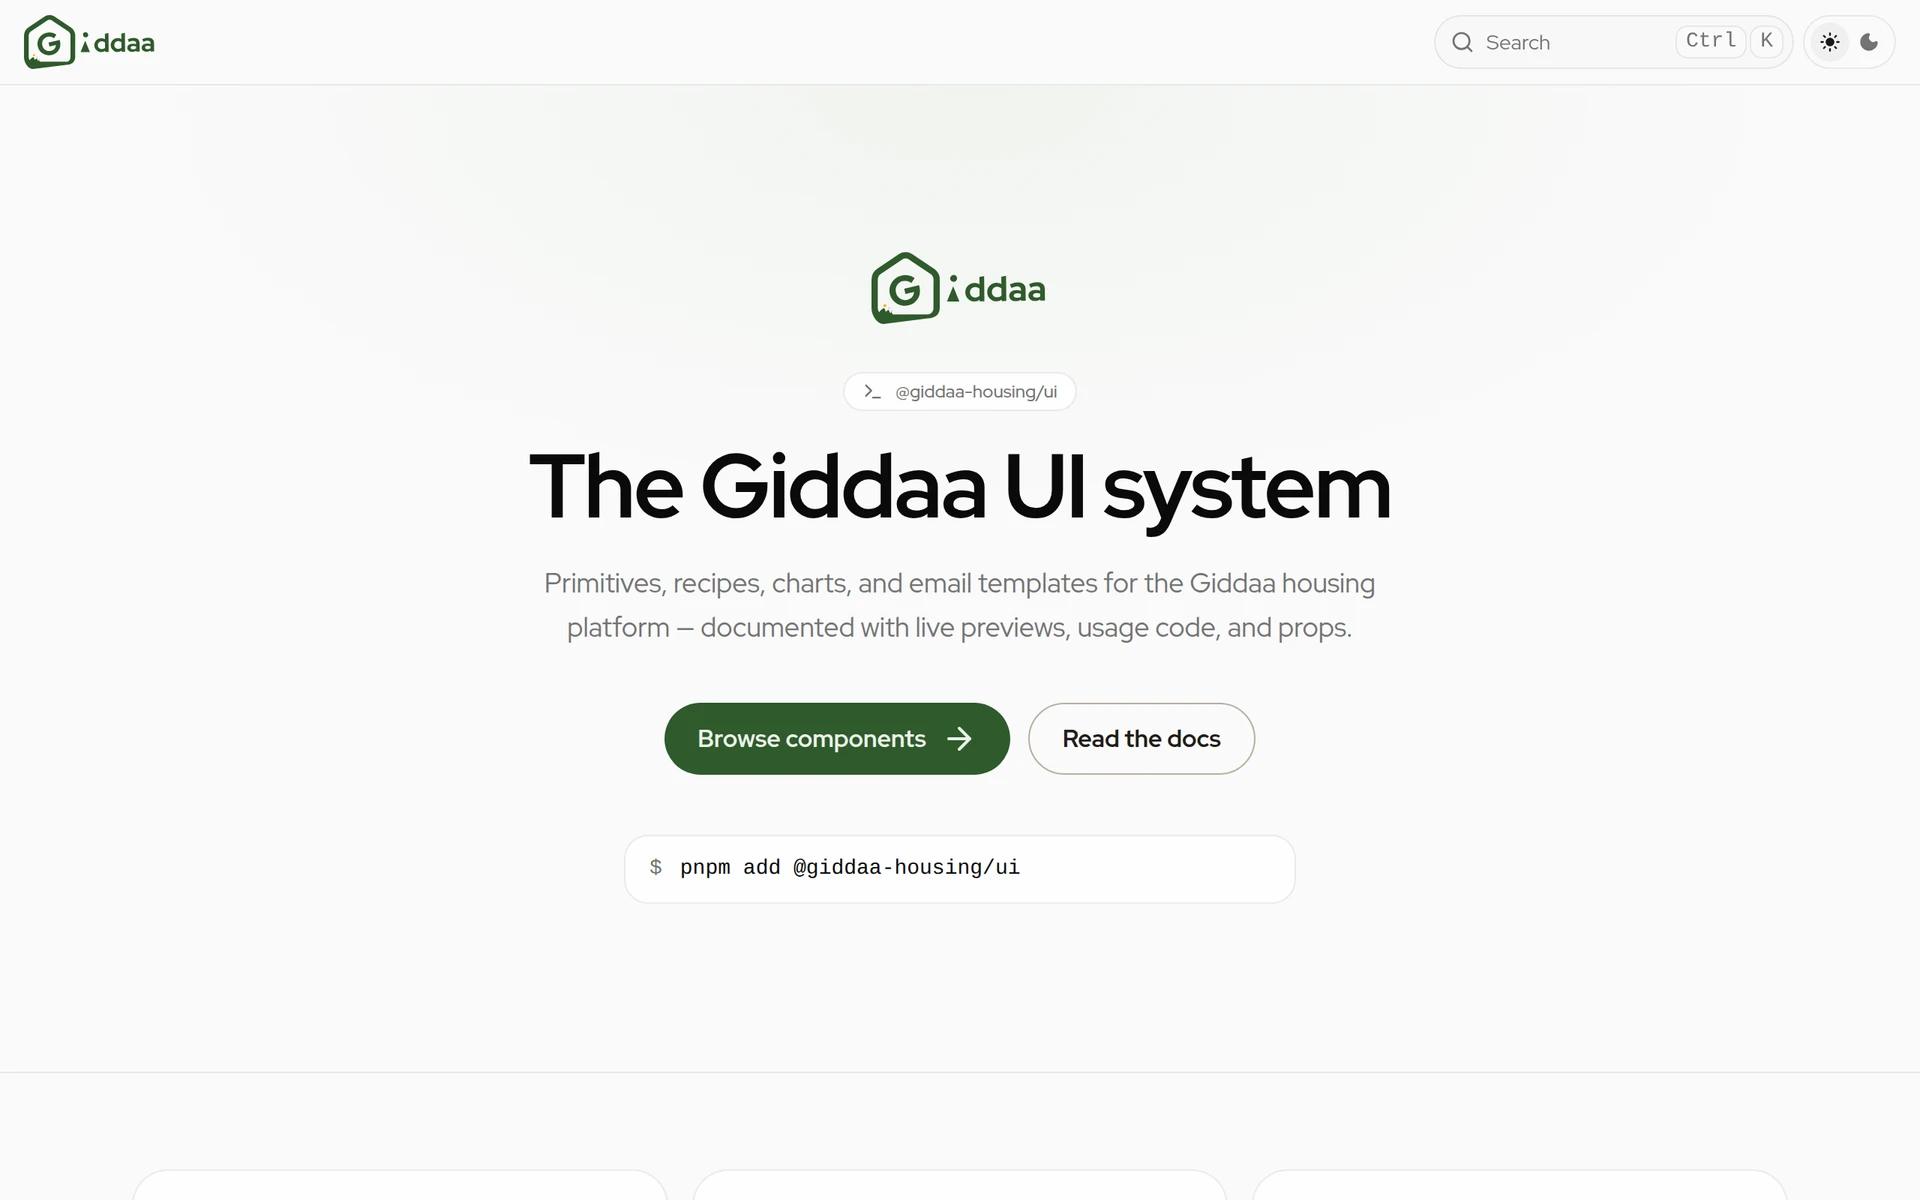 Giddaa
Search
Ctrl K
Giddaa
@giddaa-housing/ui
The Giddaa UI system
Primitives, recipes, charts, and email templates for the Giddaa housing
platform — documented with live previews, usage code, and props.
Browse components
Read the docs
$ pnpm add @giddaa-housing/ui